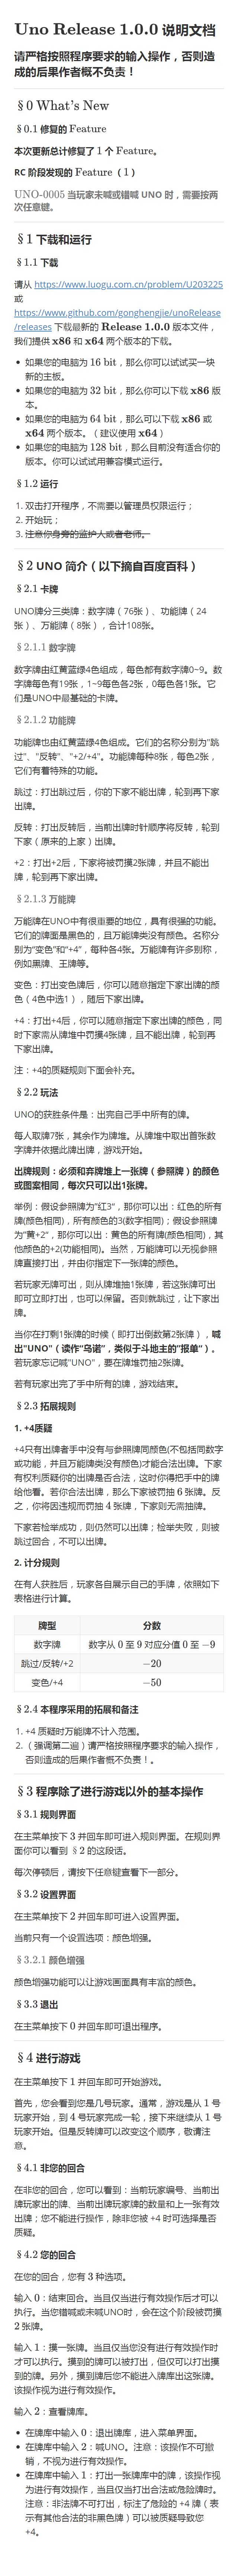 Uno Release 1.0.0 说明文档
请严格按照程序要求的输入操作，否则造
成的后果作者概不负责！
§0 What's New
§0.1 修复的 Feature
本次更新总计修复了 1 个 Feature。
RC 阶段发现的 Feature（1）
UNO-0005 当玩家未喊或错喊 UNO 时，需要按两
次任意键。
§1 下载和运行
§1.1 下载
请从 https://www.luogu.com.cn/problem/U203225
或
https://www.github.com/gonghengjie/unoRelease
/releases 下载最新的 Release 1.0.0 版本文件，
我们提供 x86 和 x64 两个版本的下载。
如果您的电脑为 16 bit，那么你可以试试买一块
新的主板。
如果您的电脑为 32 bit，那么你可以下载 x86 版
本。
如果您的电脑为 64 bit，那么可以下载 x86 或
x64 两个版本。（建议使用 x64）
如果您的电脑为 128 bit，那么目前没有适合你的
版本。你可以试试用兼容模式运行。
§1.2 运行
1. 双击打开程序，不需要以管理员权限运行；
2. 开始玩；
3. 注意你身旁的监护人或者老师。
§2 UNO 简介（以下摘自百度百科）
§2.1 卡牌
UNO牌分三类牌：数字牌（76张）、功能牌（24
张）、万能牌（8张），合计108张。
§2.1.1 数字牌
数字牌由红黄蓝绿4色组成，每色都有数字牌0~9。数
字牌每色有19张，1~9每色各2张，0每色各1张。它
们是UNO中最基础的卡牌。
§2.1.2 功能牌
功能牌也由红黄蓝绿4色组成。它们的名称分别为"跳
过"、"反转"、"+2/+4"。功能牌每种8张，每色2张，
它们有着特殊的功能。
跳过：打出跳过后，你的下家不能出牌，轮到再下家
出牌。
反转：打出反转后，当前出牌时针顺序将反转，轮到
下家（原来的上家）出牌。
+2：打出+2后，下家将被罚摸2张牌，并且不能出
牌，轮到再下家出牌。
§2.1.3 万能牌
万能牌在UNO中有很重要的地位，具有很强的功能。
它们的牌面是黑色的，且万能牌类没有颜色。名称分
别为"变色"和"+4"，每种各4张。万能牌有许多别称，
例如黑牌、王牌等。
变色：打出变色牌后，你可以随意指定下家出牌的颜
色（4色中选1），随后下家出牌。
+4：打出+4后，你可以随意指定下家出牌的颜色，同
时下家需从牌堆中罚摸4张牌，且不能出牌，轮到再
下家出牌。
注：+4的质疑规则下面会补充。
§2.2 玩法
UNO的获胜条件是：出完自己手中所有的牌。
每人取牌7张，其余作为牌堆。从牌堆中取出首张数
字牌并依据此牌出牌，游戏开始。
出牌规则：必须和弃牌堆上一张牌（参照牌）的颜色
或图案相同，每次只可以出1张牌。
举例：假设参照牌为"红3"，那你可以出：红色的所有
牌(颜色相同)，所有颜色的3(数字相同)；假设参照牌
为"黄+2"，那你可以出：黄色的所有牌(颜色相同)，其
他颜色的+2(功能相同)。当然，万能牌可以无视参照
牌直接打出，并由你指定下一张牌的颜色。
若玩家无牌可出，则从牌堆抽1张牌，若这张牌可出
即可立即打出，也可以保留。否则就跳过，让下家出
牌。
当你在打剩1张牌的时候（即打出倒数第2张牌），喊
出"UNO"（读作"乌诺"，类似于斗地主的"报单"）。
若玩家忘记喊"UNO"，要在牌堆罚抽2张牌。
若有玩家出完了手中所有的牌，游戏结束。
§2.3 拓展规则
1. +4质疑
+4只有出牌者手中没有与参照牌同颜色(不包括同数字
或功能，并且万能牌类没有颜色)才能合法出牌。下家
有权利质疑你的出牌是否合法，这时你得把手中的牌
给他看。若你合法出牌，那么下家被罚抽 6 张牌。反
之，你将因违规而罚抽 4 张牌，下家则无需抽牌。
下家若检举成功，则仍然可以出牌；检举失败，则被
跳过回合，不可以出牌。
2. 计分规则
在有人获胜后，玩家各自展示自己的手牌，依照如下
表格进行计算。
牌型 分数
数字牌 数字从 0 至 9 对应分值 0 至 −9
跳过/反转/+2 −20
变色/+4 −50
§2.4 本程序采用的拓展和备注
1. +4 质疑时万能牌不计入范围。
2. （强调第二遍）请严格按照程序要求的输入操作，
否则造成的后果作者概不负责！。
§3 程序除了进行游戏以外的基本操作
§3.1 规则界面
在主菜单按下 3 并回车即可进入规则界面。在规则界
面你可以看到 §2 的这段话。
每次停顿后，请按下任意键查看下一部分。
§3.2 设置界面
在主菜单按下 2 并回车即可进入设置界面。
当前只有一个设置选项：颜色增强。
§3.2.1 颜色增强
颜色增强功能可以让游戏画面具有丰富的颜色。
§3.3 退出
在主菜单按下 0 并回车即可退出程序。
§4 进行游戏
在主菜单按下 1 并回车即可开始游戏。
首先，您会看到您是几号玩家。通常，游戏是从 1 号
玩家开始，到 4 号玩家完成一轮，接下来继续从 1 号
玩家开始。但是反转牌可以改变这个顺序，敬请注
意。
§4.1 非您的回合
在非您的回合，您可以看到：当前玩家编号、当前出
牌玩家出的牌、当前出牌玩家牌的数量和上一张有效
出牌；您不能进行操作，除非您被 +4 时可选择是否
质疑。
§4.2 您的回合
在您的回合，您有 3 种选项。
输入 0：结束回合。当且仅当进行有效操作后才可以
执行。当您错喊或未喊UNO时，会在这个阶段被罚摸
2 张牌。
输入 1：摸一张牌。当且仅当您没有进行有效操作时
才可以执行。摸到的牌可以被打出，但仅可以打出摸
到的牌。另外，摸到牌后您不能进入牌库出这张牌。
该操作视为进行有效操作。
输入 2：查看牌库。
在牌库中输入 0：退出牌库，进入菜单界面。
在牌库中输入 2：喊UNO。注意：该操作不可撤
销，不视为进行有效操作。
在牌库中输入 1：打出一张牌库中的牌，该操作视
为进行有效操作，当且仅当打出合法或危险牌时。
注意：非法牌不可打出，标注了危险的 +4 牌（表
示有其他合法的非黑色牌）可以被质疑导致您
+4。